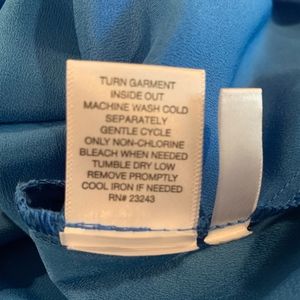 TURN GARMENT
INSIDE OUT
MACHINE WASH COLD
SEPARATELY
GENTLE CYCLE
ONLY NON-CHLORINE
BLEACH WHEN NEEDED
TUMBLE DRY LOW
REMOVE PROMPTLY
COOL IRON IF NEEDED
RN# 23243